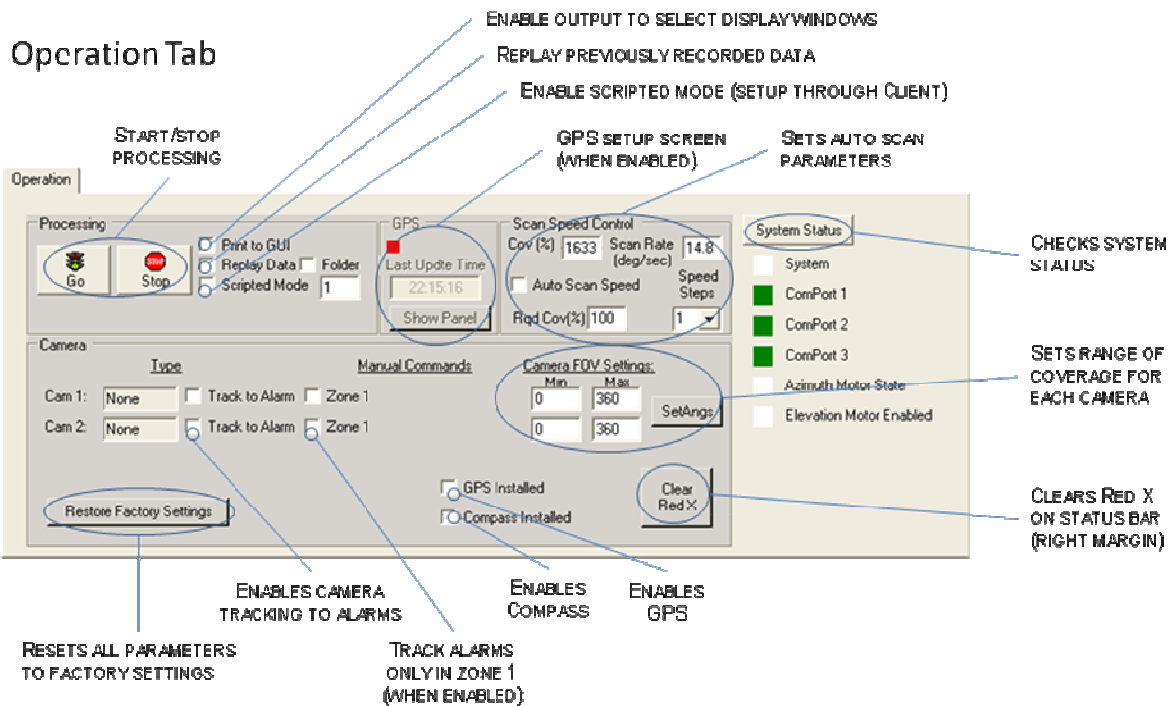 Operation Tab
ENABLE OUTPUT TO SELECT DISPLAY WINDOWS
REPLAY PREVIOUSLY RECORDED DATA
ENABLE SCRIPTED MODE (SETUP THROUGH CLIENT)
START/STOP
PROCESSING
GPS SETUP SCREEN
(WHEN ENABLED)
SETS AUTO SCAN
PARAMETERS
Operation
Processing
Go
STOP
Stop
Print to GUI
Replay Data
Folder
Scripted Mode
1
GPS
Last Updte Time
22:15:16
Show Panel
Scan Speed Control
Cov (%)
1633
Scan Rate
(deg/sec)
14.8
Auto Scan Speed
Speed
Steps
Rqd Cov(%)
100
1
System Status
System
ComPort 1
ComPort 2
ComPort 3
Azimuth Motor State
Elevation Motor Enabled
CHECKS SYSTEM
STATUS
Camera
Type
Manual Commands
Camera FOV Settings:
Min
Max
Cam 1:
None
Track to Alarm
Zone 1
0
360
SetAngs
Cam 2:
None
Track to Alarm
Zone 1
0
360
SETS RANGE OF
COVERAGE FOR
EACH CAMERA
Restore Factory Settings
GPS Installed
Compass Installed
Clear
Red X
CLEARS RED X
ON STATUS BAR
(RIGHT MARGIN)
ENABLES CAMERA
TRACKING TO ALARMS
ENABLES
COMPASS
ENABLES
GPS
RESETS ALL PARAMETERS
TO FACTORY SETTINGS
TRACK ALARMS
ONLY IN ZONE 1
(WHEN ENABLED)